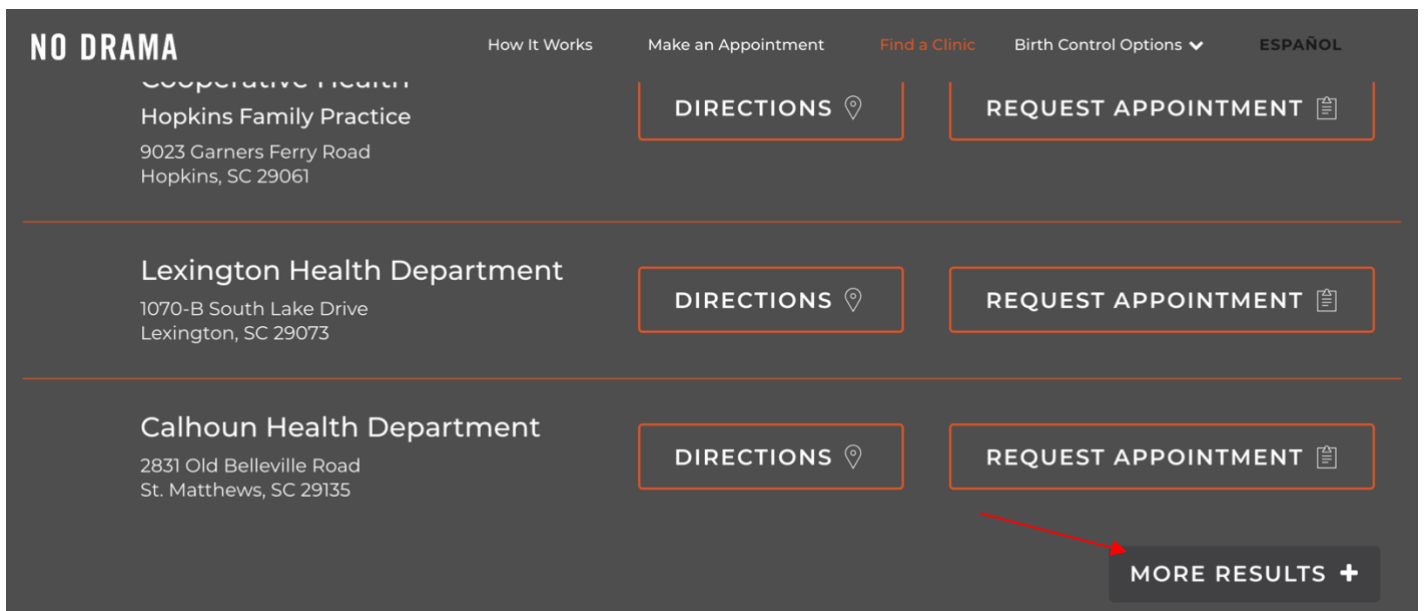 NO DRAMA
How It Works
Make an Appointment
Find a Clinic
Birth Control Options
ESPAÑOL
Cooperative Health
Hopkins Family Practice
9023 Garners Ferry Road
Hopkins, SC 29061
DIRECTIONS
REQUEST APPOINTMENT
Lexington Health Department
1070-B South Lake Drive
Lexington, SC 29073
DIRECTIONS
REQUEST APPOINTMENT
Calhoun Health Department
2831 Old Belleville Road
St. Matthews, SC 29135
DIRECTIONS
REQUEST APPOINTMENT
MORE RESULTS +